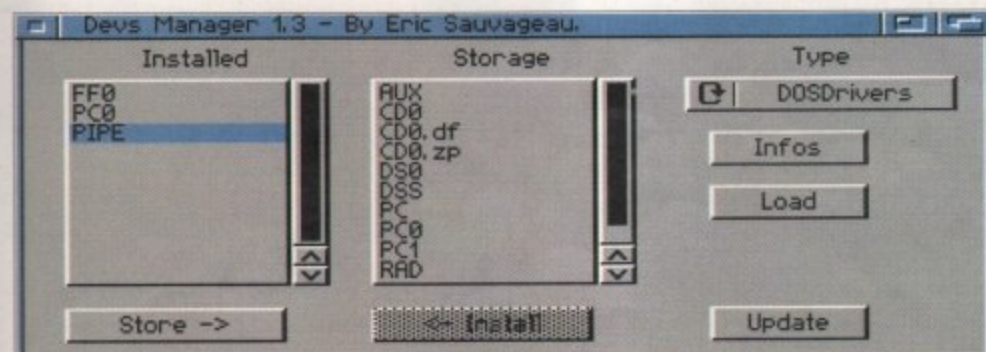 Devs Manager 1.3 - By Eric Sauvageau.
Installed
FF0
PC0
PIPE
Store ->
Storage
AUX
CD0
CD0.df
CD0.zp
DS0
DSS
PC
PC0
PC1
RAD
<- Install
Type
DOSDrivers
Infos
Load
Update